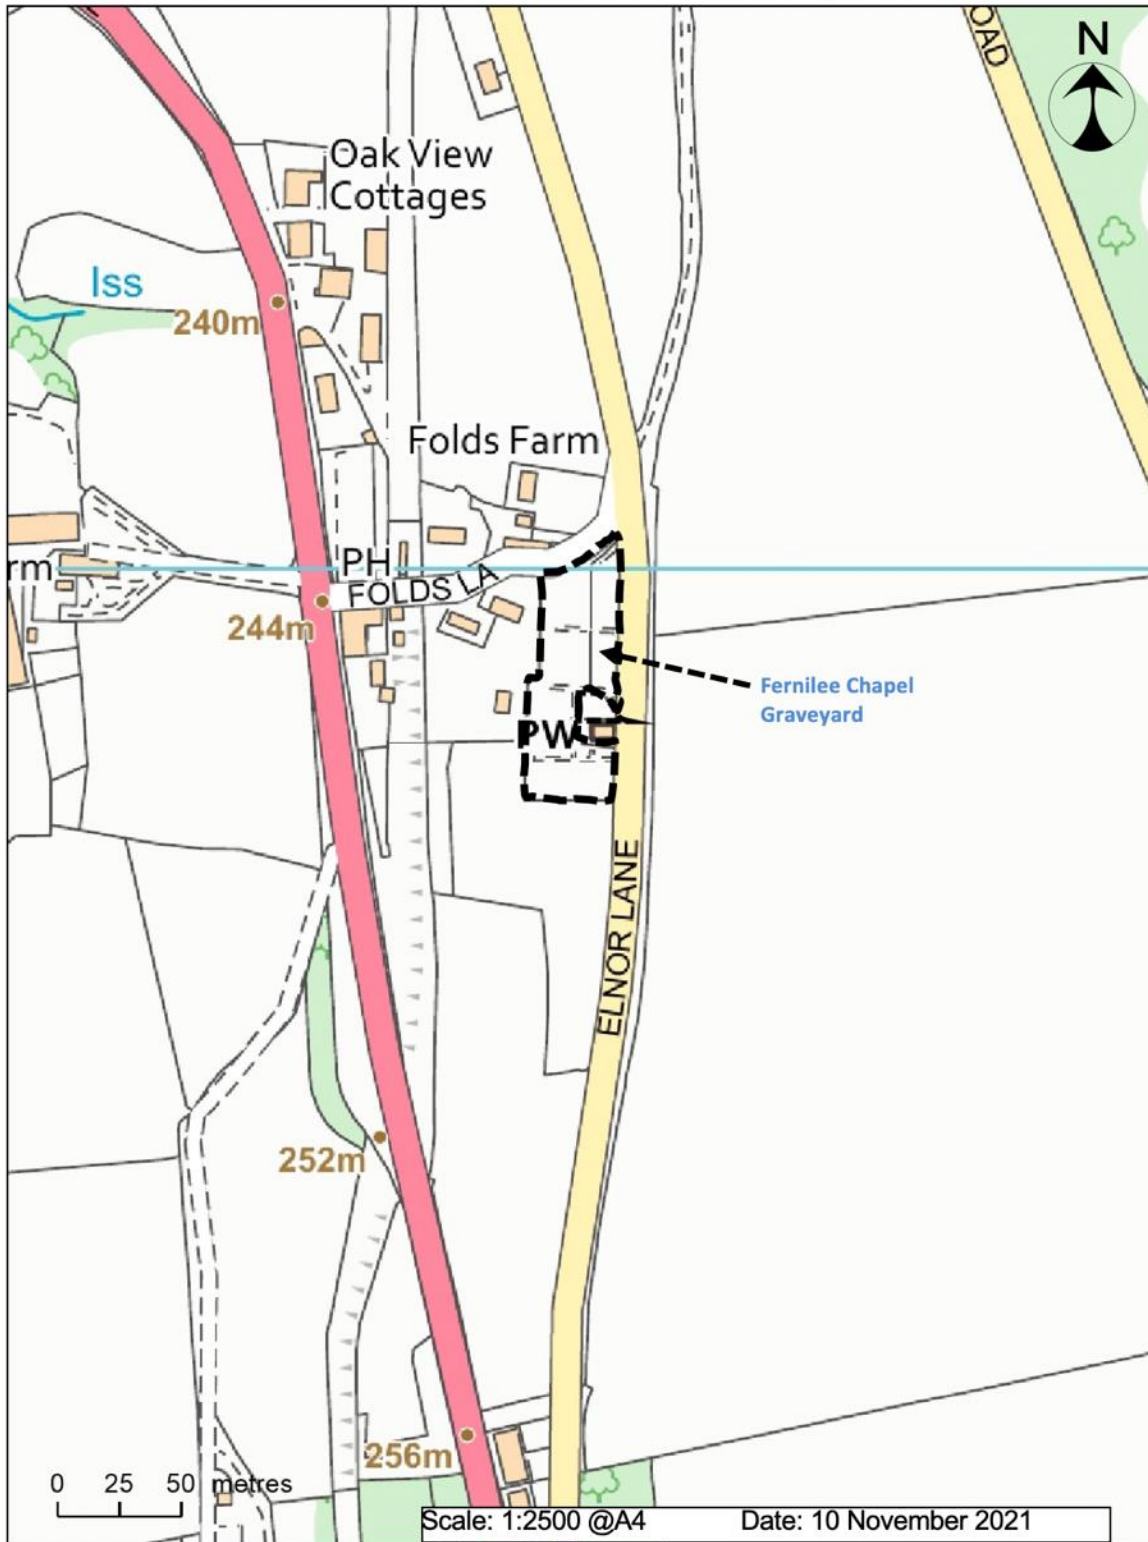 OAD
N
Oak View
Cottages
Iss
240m
Folds Farm
rm
PH
FOLDS LA
244m
Fernilee Chapel
Graveyard
PW
ELNOR LANE
252m
256m
0 25 50 metres
Scale: 1:2500 @A4 Date: 10 November 2021